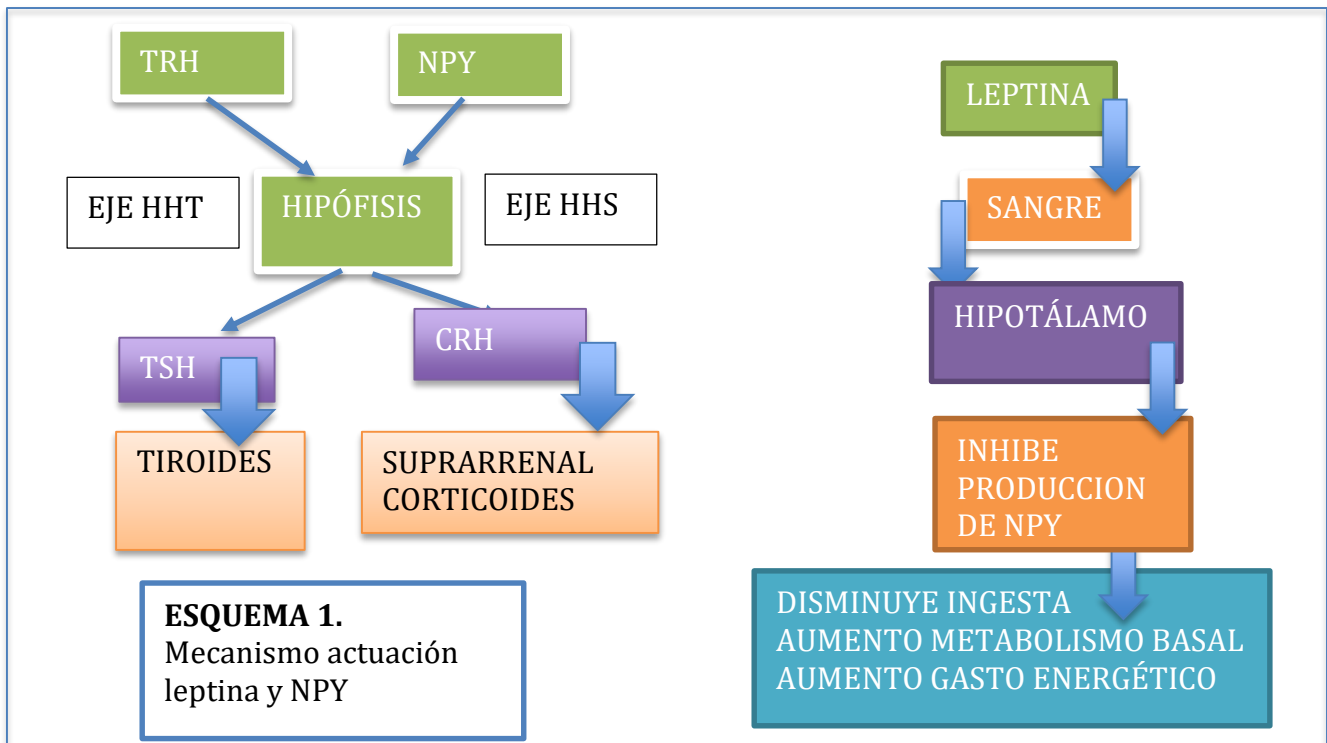 TRH
NPY
EJE HHT
HIPÓFISIS
EJE HHS
TSH
CRH
TIROIDES
SUPRARRENAL
CORTICOIDES
ESQUEMA 1.
Mecanismo actuación
leptina y NPY
LEPTINA
SANGRE
HIPOTÁLAMO
INHIBE
PRODUCCION
DE NPY
DISMINUYE INGESTA
AUMENTO METABOLISMO BASAL
AUMENTO GASTO ENERGÉTICO